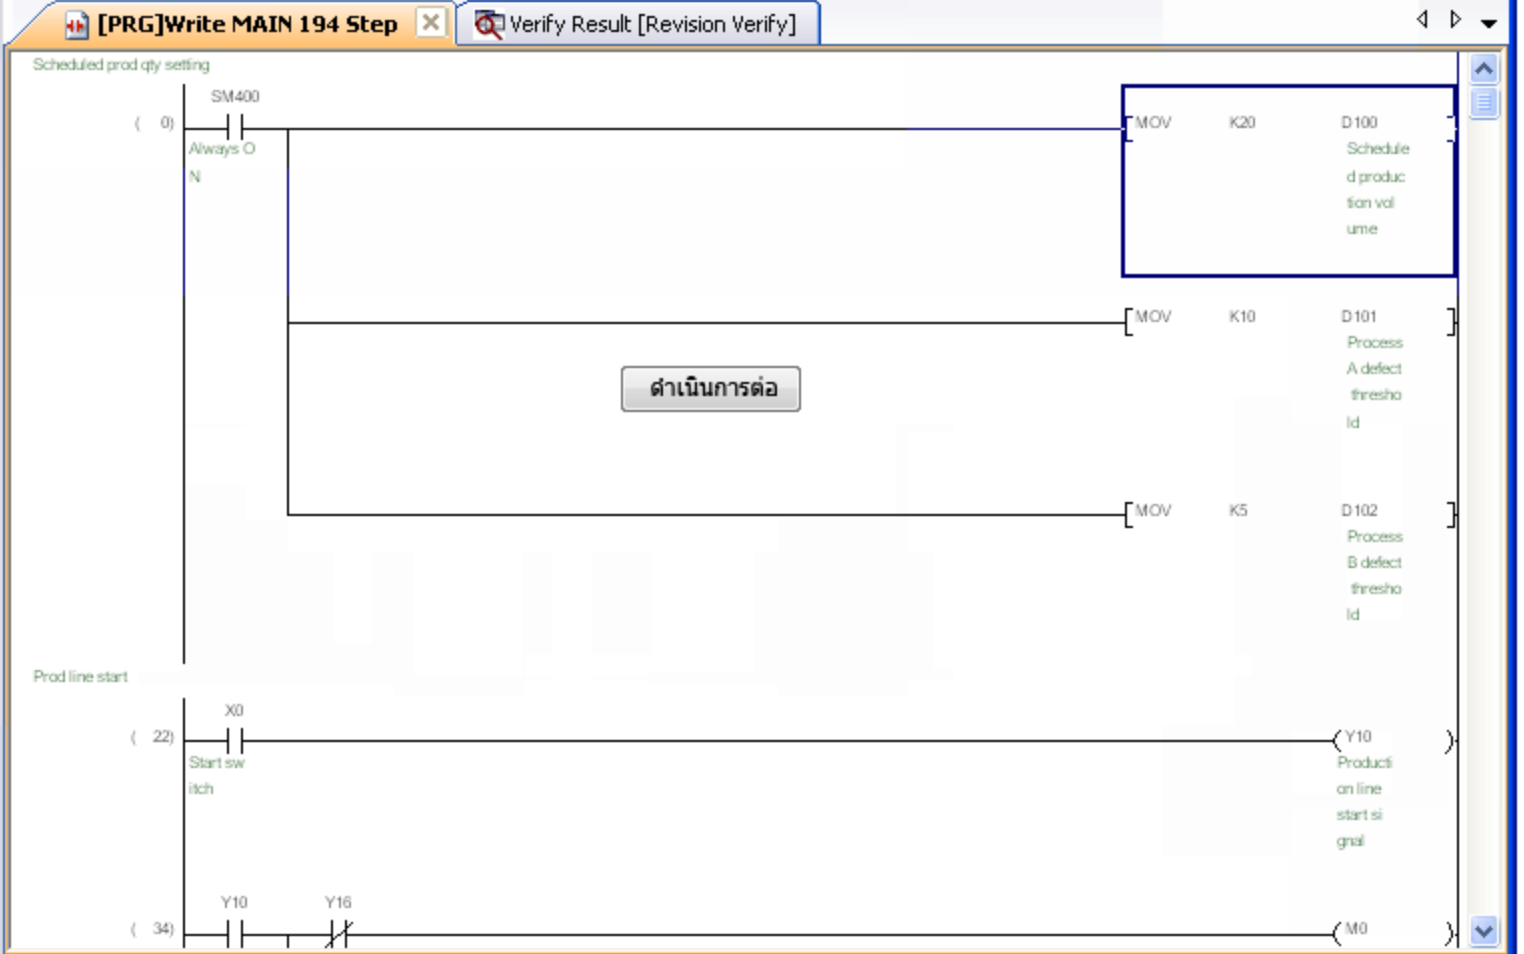 [PRG]Write MAIN 194 Step
Verify Result [Revision Verify]
Scheduled prod qty setting
SM400
( 0)
MOV K20 D100
Always O
N
Schedule
d produc
tion vol
ume
MOV K10 D101
Process
A defect
thresho
ld
ดำเนินการต่อ
MOV K5 D102
Process
B defect
thresho
ld
Prod line start
X0
( 22)
Y10
Start sw
itch
Producti
on line
start si
gnal
Y10 Y16
( 34)
M0